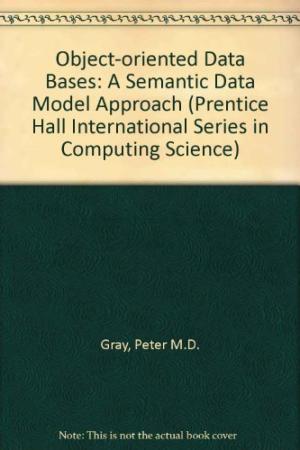 Object-oriented Data
Bases: A Semantic Data
Model Approach (Prentice
Hall International Series in
Computing Science)
Gray, Peter M.D.
Note: This is not the actual book cover